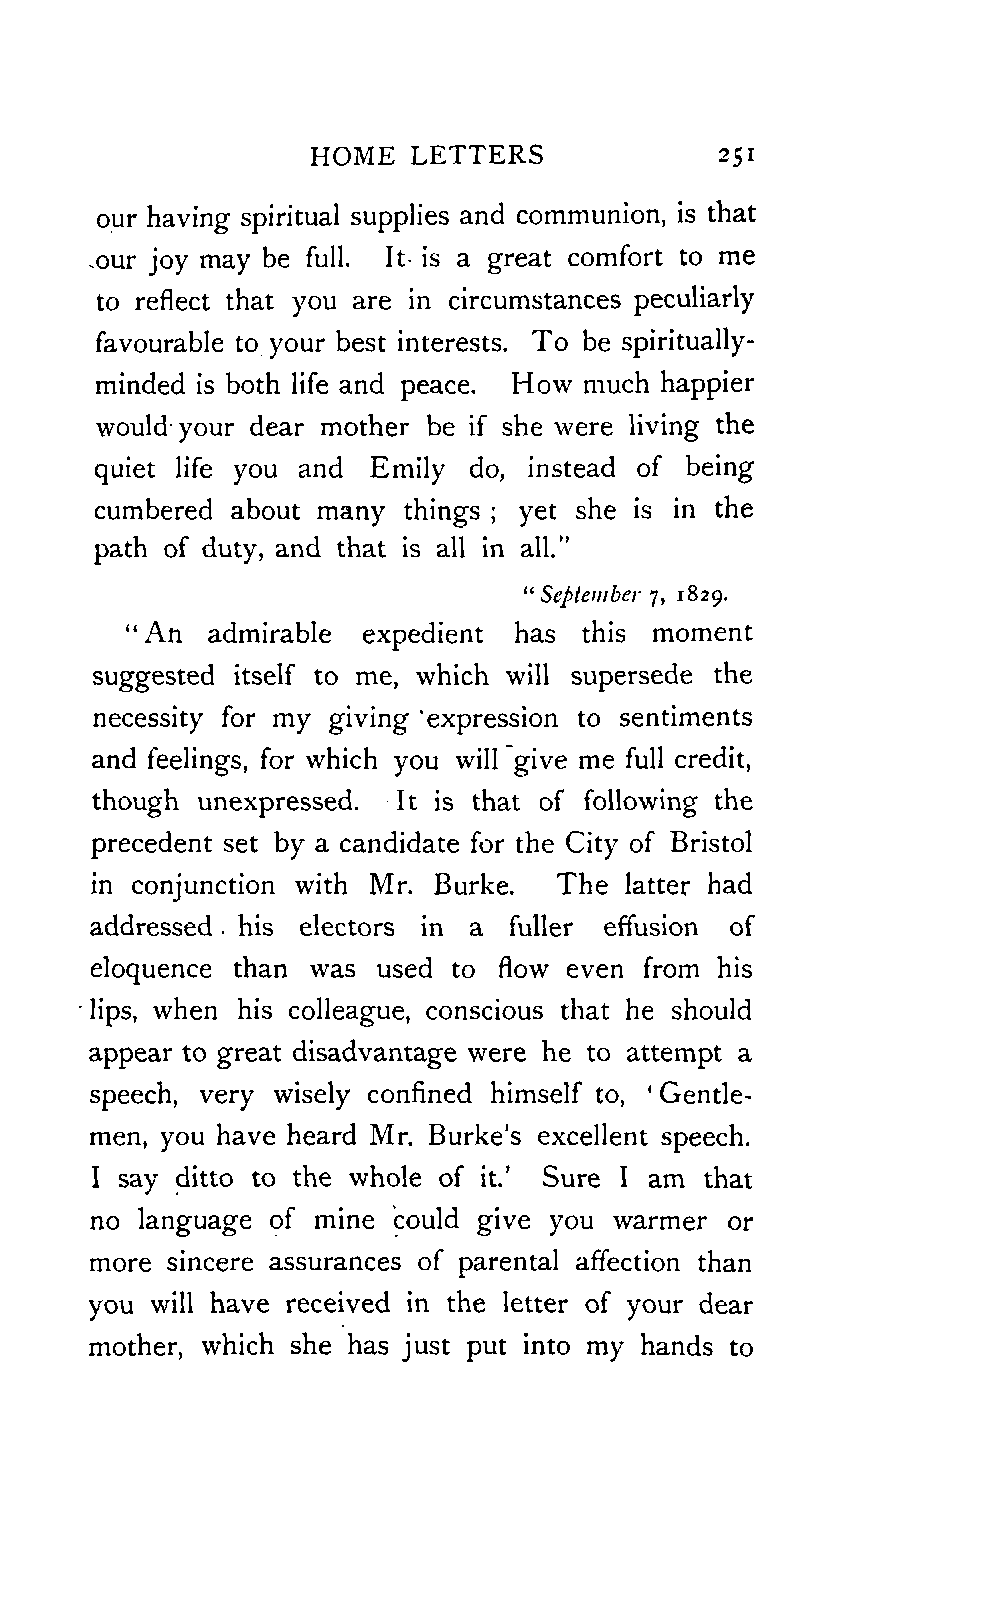 HOME LETTERS 251
our having spiritual supplies and communion, is that
our joy may be full. It is a great comfort to me
to reflect that you are in circumstances peculiarly
favourable to your best interests. To be spiritually-
minded is both life and peace. How much happier
would your dear mother be if she were living the
quiet life you and Emily do, instead of being
cumbered about many things ; yet she is in the
path of duty, and that is all in all."
"September 7, 1829.
"An admirable expedient has this moment
suggested itself to me, which will supersede the
necessity for my giving expression to sentiments
and feelings, for which you will give me full credit,
though unexpressed. It is that of following the
precedent set by a candidate for the City of Bristol
in conjunction with Mr. Burke. The latter had
addressed his electors in a fuller effusion of
eloquence than was used to flow even from his
lips, when his colleague, conscious that he should
appear to great disadvantage were he to attempt a
speech, very wisely confined himself to, 'Gentle-
men, you have heard Mr. Burke's excellent speech.
I say ditto to the whole of it.' Sure I am that
no language of mine could give you warmer or
more sincere assurances of parental affection than
you will have received in the letter of your dear
mother, which she has just put into my hands to